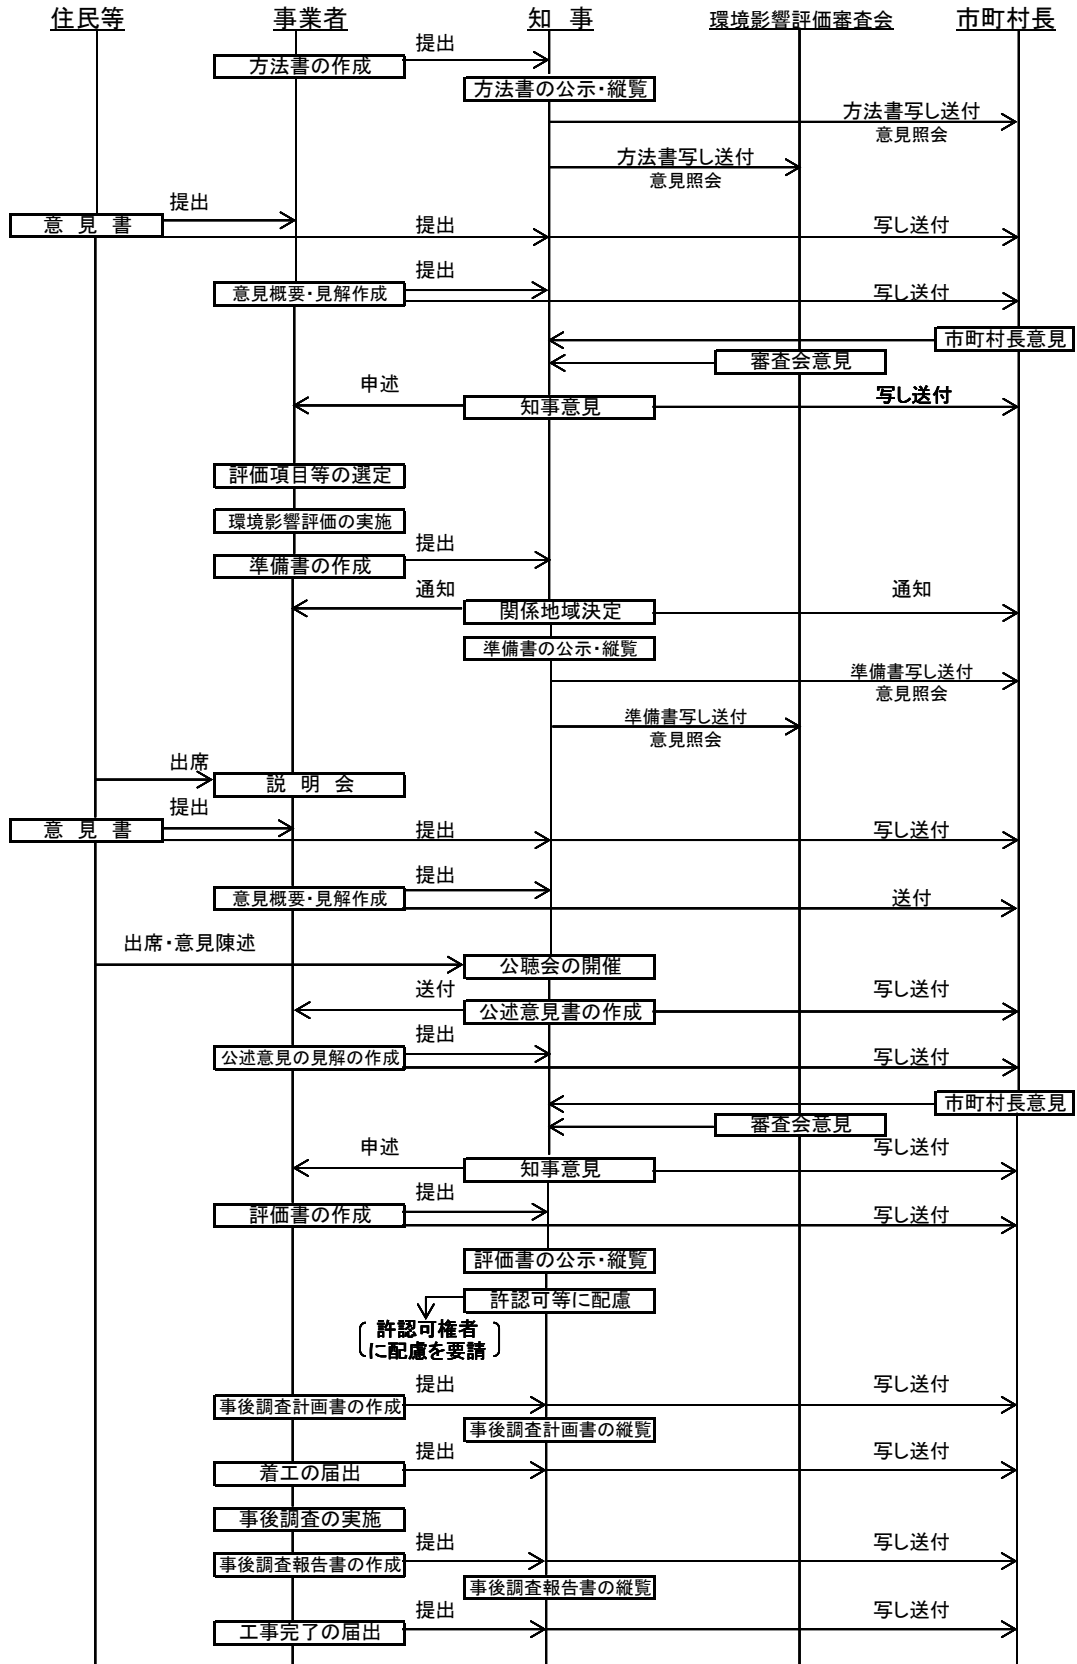 住民等　事業者　知　事　環境影響評価審査会　市町村長
提出
方法書の作成
方法書の公示・縦覧
方法書写し送付
意見照会
方法書写し送付
意見照会
提出
意　見　書
提出　写し送付
提出
意見概要・見解作成　写し送付
市町村長意見
審査会意見
申述　写し送付
知事意見
評価項目等の選定
環境影響評価の実施
提出
準備書の作成
通知　通知
関係地域決定
準備書の公示・縦覧
準備書写し送付
意見照会
準備書写し送付
意見照会
出席
説　明　会
提出
意　見　書　提出　写し送付
提出
意見概要・見解作成　送付
出席・意見陳述
公聴会の開催
送付　写し送付
公述意見書の作成
提出
公述意見の見解の作成　写し送付
市町村長意見
審査会意見
申述　写し送付
知事意見
提出
評価書の作成　写し送付
評価書の公示・縦覧
許認可等に配慮
許認可権者
に配慮を要請
提出　写し送付
事後調査計画書の作成
事後調査計画書の縦覧
提出　写し送付
着工の届出
事後調査の実施
提出　写し送付
事後調査報告書の作成
事後調査報告書の縦覧
提出　写し送付
工事完了の届出